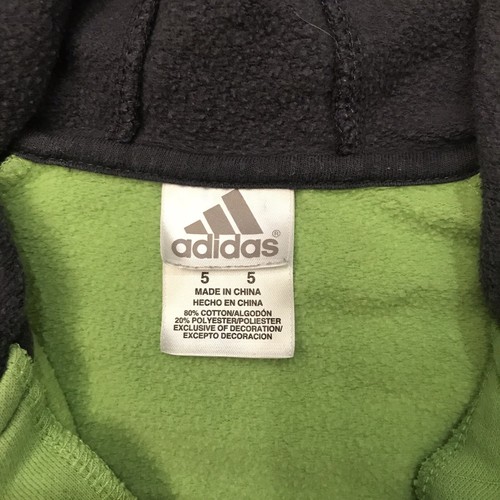 adidas®
5 5
MADE IN CHINA
HECHO EN CHINA
80% COTTON/ALGODÓN
20% POLYESTER/POLIESTER
EXCLUSIVE OF DECORATION/
EXCEPTO DECORACION